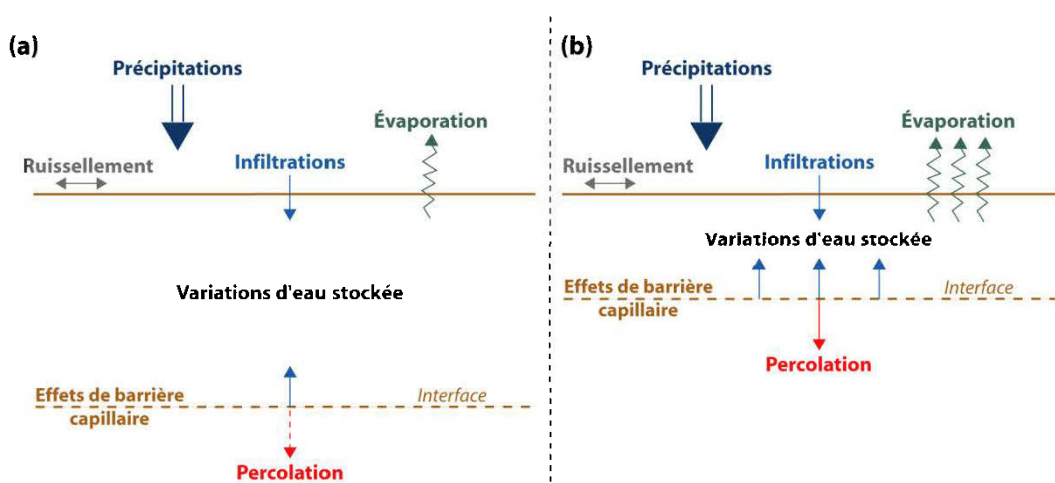 (a)
Précipitations
Évaporation
Ruissellement
Infiltrations
Variations d'eau stockée
Effets de barrière
capillaire
Interface
Percolation
(b)
Précipitations
Évaporation
Ruissellement
Infiltrations
Variations d'eau stockée
Effets de barrière
capillaire
Interface
Percolation